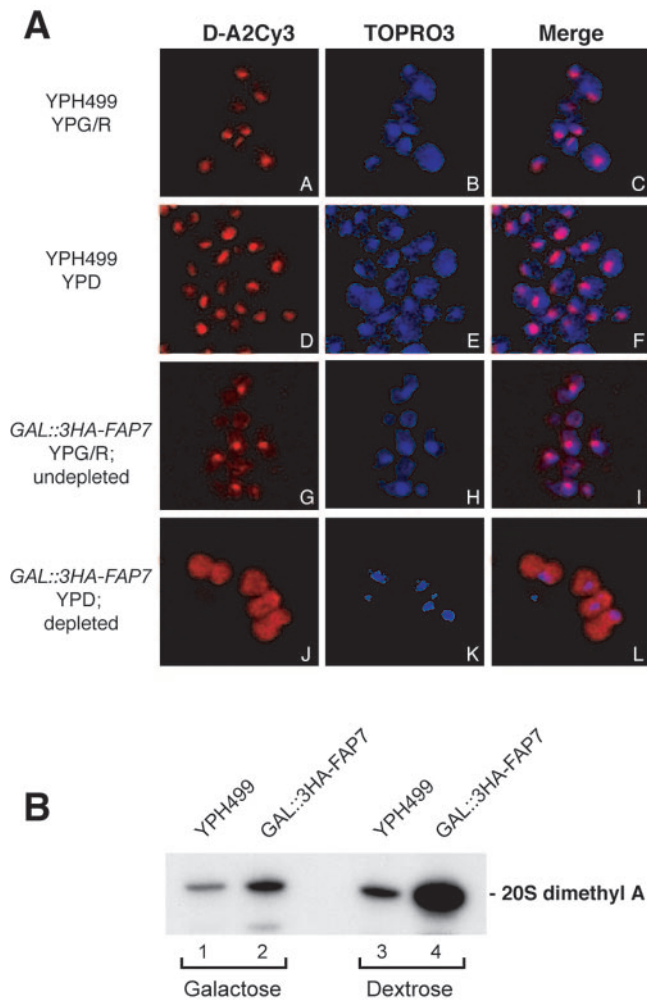 A
D-A2Cy3 TOPRO3 Merge
YPH499
YPG/R
A B C
YPH499
YPD
D E F
GAL::3HA-FAP7
YPG/R;
undepleted
G H I
GAL::3HA-FAP7
YPD;
depleted
J K L
B
YPH499 GAL::3HA-FAP7 YPH499 GAL::3HA-FAP7
- 20S dimethyl A
1 2 3 4
Galactose Dextrose